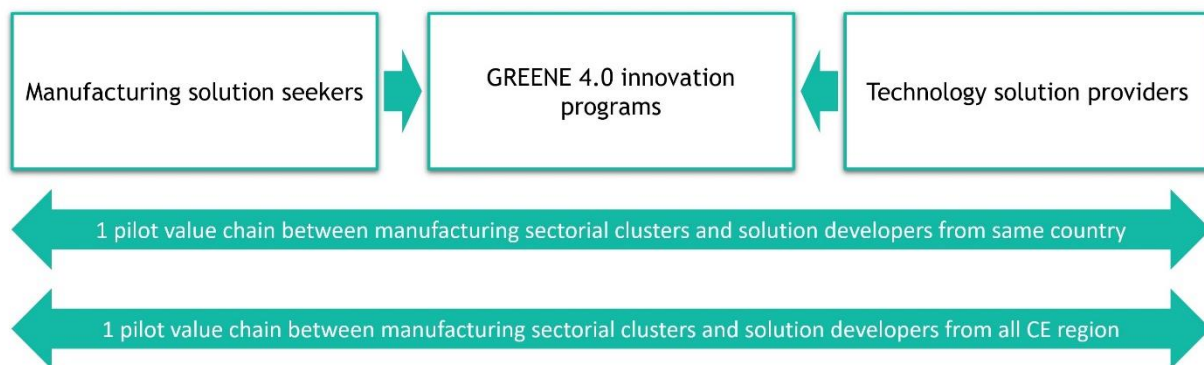 Manufacturing solution seekers
GREENE 4.0 innovation
programs
Technology solution providers
1 pilot value chain between manufacturing sectorial clusters and solution developers from same country
1 pilot value chain between manufacturing sectorial clusters and solution developers from all CE region